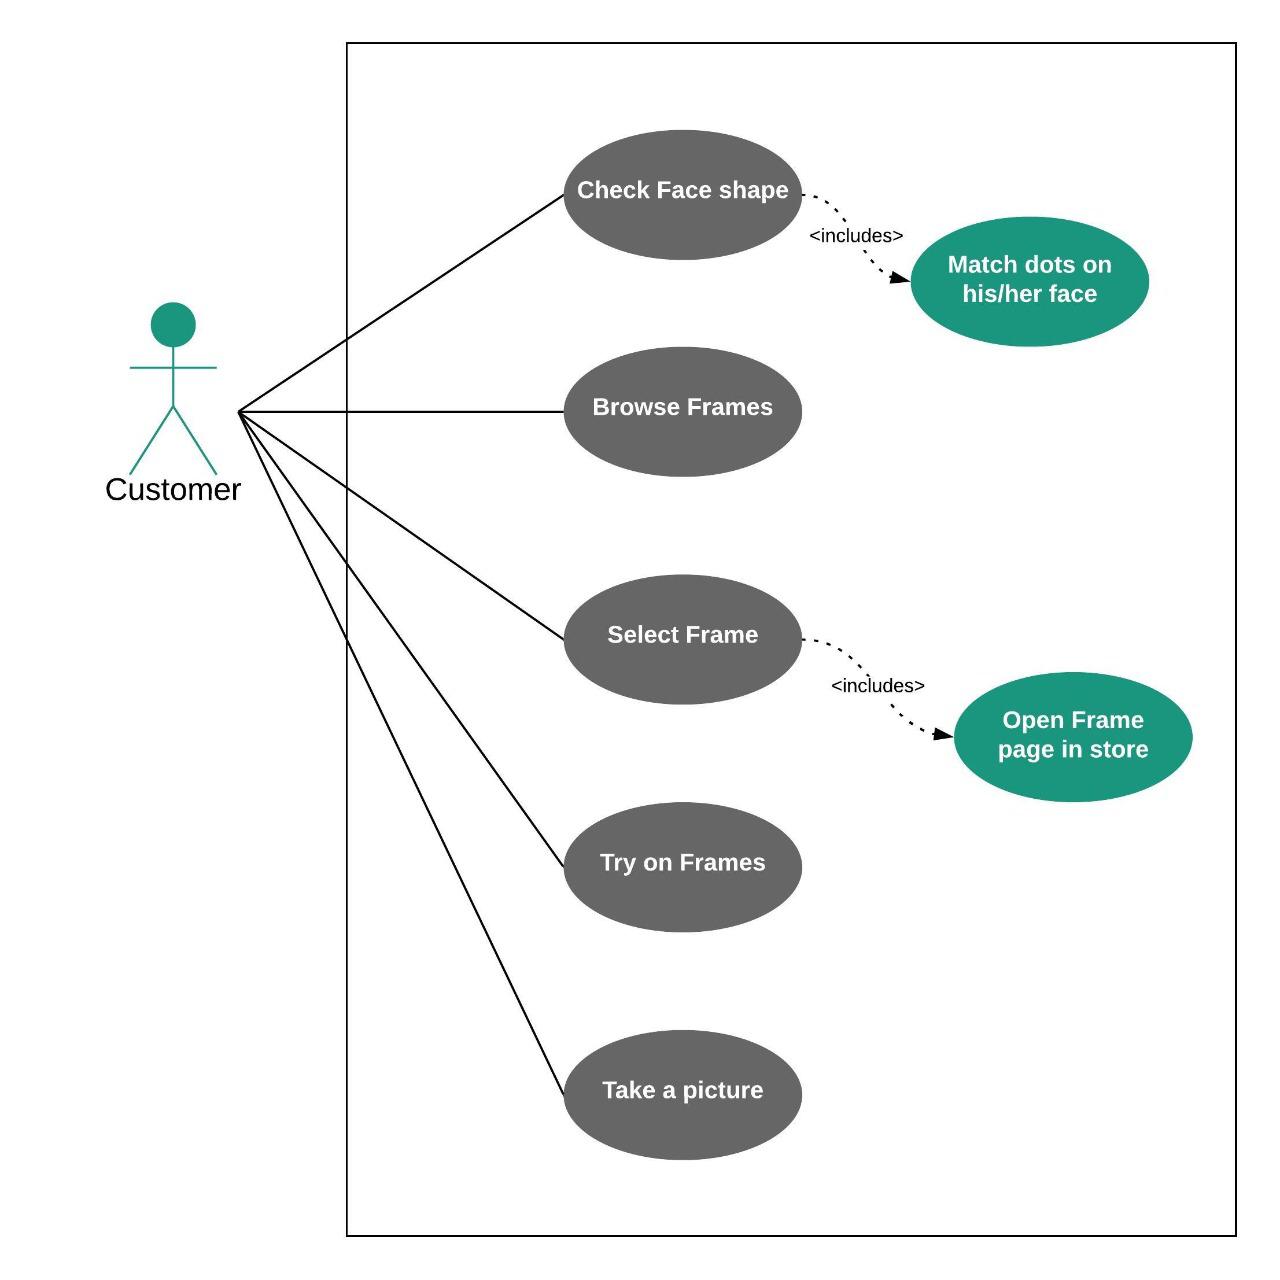 Check Face shape
<includes>
Match dots on
his/her face
Browse Frames
Customer
Select Frame
<includes>
Open Frame
page in store
Try on Frames
Take a picture